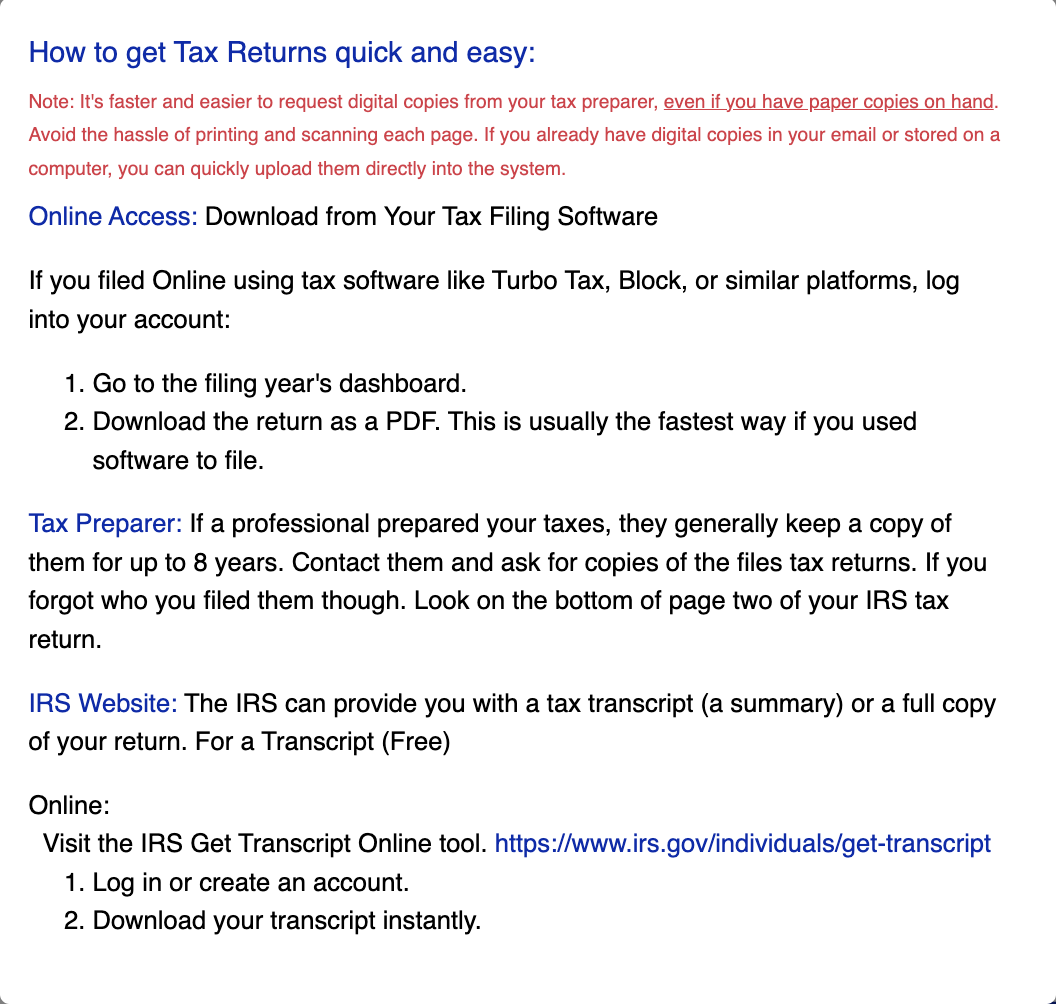 How to get Tax Returns quick and easy:
Note: It's faster and easier to request digital copies from your tax preparer, even if you have paper copies on hand.
Avoid the hassle of printing and scanning each page. If you already have digital copies in your email or stored on a
computer, you can quickly upload them directly into the system.
Online Access: Download from Your Tax Filing Software
If you filed Online using tax software like Turbo Tax, Block, or similar platforms, log
into your account:
1. Go to the filing year's dashboard.
2. Download the return as a PDF. This is usually the fastest way if you used
software to file.
Tax Preparer: If a professional prepared your taxes, they generally keep a copy of
them for up to 8 years. Contact them and ask for copies of the files tax returns. If you
forgot who you filed them though. Look on the bottom of page two of your IRS tax
return.
IRS Website: The IRS can provide you with a tax transcript (a summary) or a full copy
of your return. For a Transcript (Free)
Online:
Visit the IRS Get Transcript Online tool. https://www.irs.gov/individuals/get-transcript
1. Log in or create an account.
2. Download your transcript instantly.